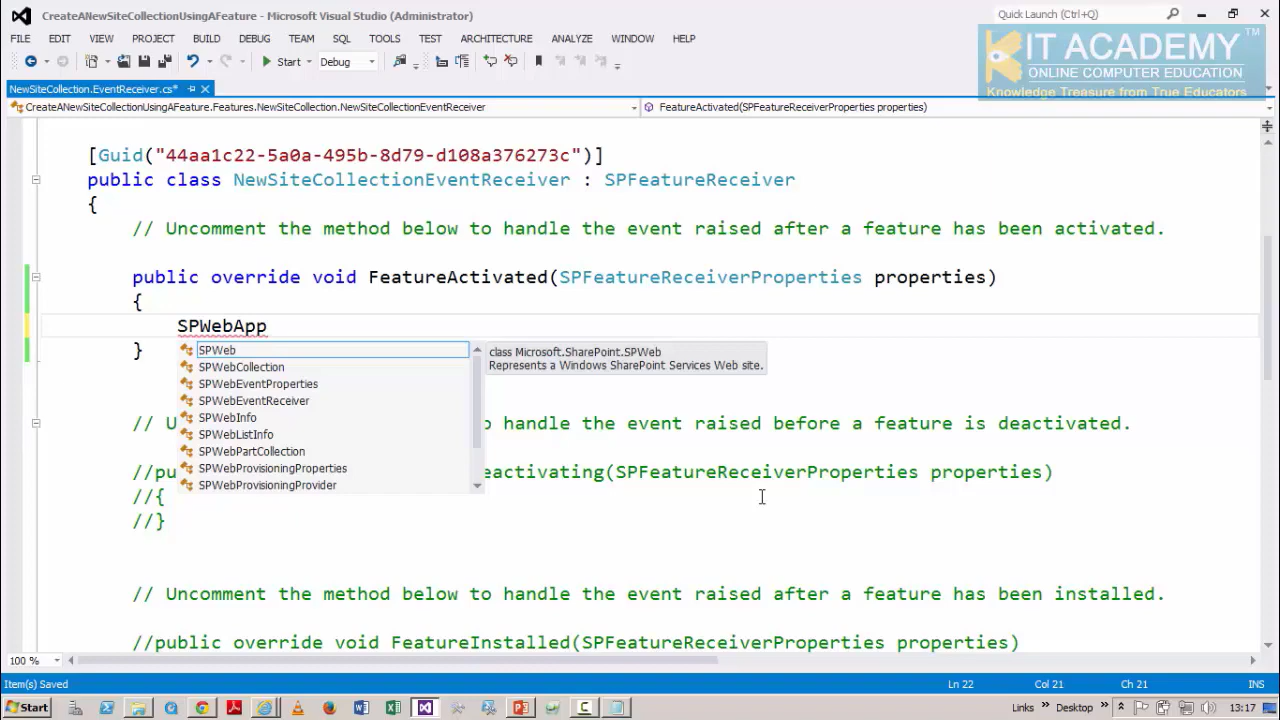 CreateANewSiteCollectionUsingAFeature - Microsoft Visual Studio (Administrator)
Quick Launch (Ctrl+Q)
FILE EDIT VIEW PROJECT BUILD DEBUG TEAM SQL TOOLS TEST ARCHITECTURE ANALYZE WINDOW HELP
Start Debug
KIT ACADEMY™
ONLINE COMPUTER EDUCATION
Knowledge Treasure from True Educators
NewSiteCollection.EventReceiver.cs*
CreateANewSiteCollectionUsingAFeature.Features.NewSiteCollection.NewSiteCollectionEventReceiver
FeatureActivated(SPFeatureReceiverProperties properties)
[Guid("44aa1c22-5a0a-495b-8d79-d108a376273c")]
public class NewSiteCollectionEventReceiver : SPFeatureReceiver
{
// Uncomment the method below to handle the event raised after a feature has been activated.
public override void FeatureActivated(SPFeatureReceiverProperties properties)
{
SPWebApp
}
SPWeb
SPWebCollection
SPWebEventProperties
SPWebEventReceiver
SPWebInfo
SPWebListInfo
SPWebPartCollection
SPWebProvisioningProperties
SPWebProvisioningProvider
class Microsoft.SharePoint.SPWeb
Represents a Windows SharePoint Services Web site.
// U
handle the event raised before a feature is deactivated.
//pu
eactivating(SPFeatureReceiverProperties properties)
//{
//}
// Uncomment the method below to handle the event raised after a feature has been installed.
//public override void FeatureInstalled(SPFeatureReceiverProperties properties)
100 %
Item(s) Saved
Ln 22 Col 21 Ch 21 INS
Start
Links » Desktop » 13:17